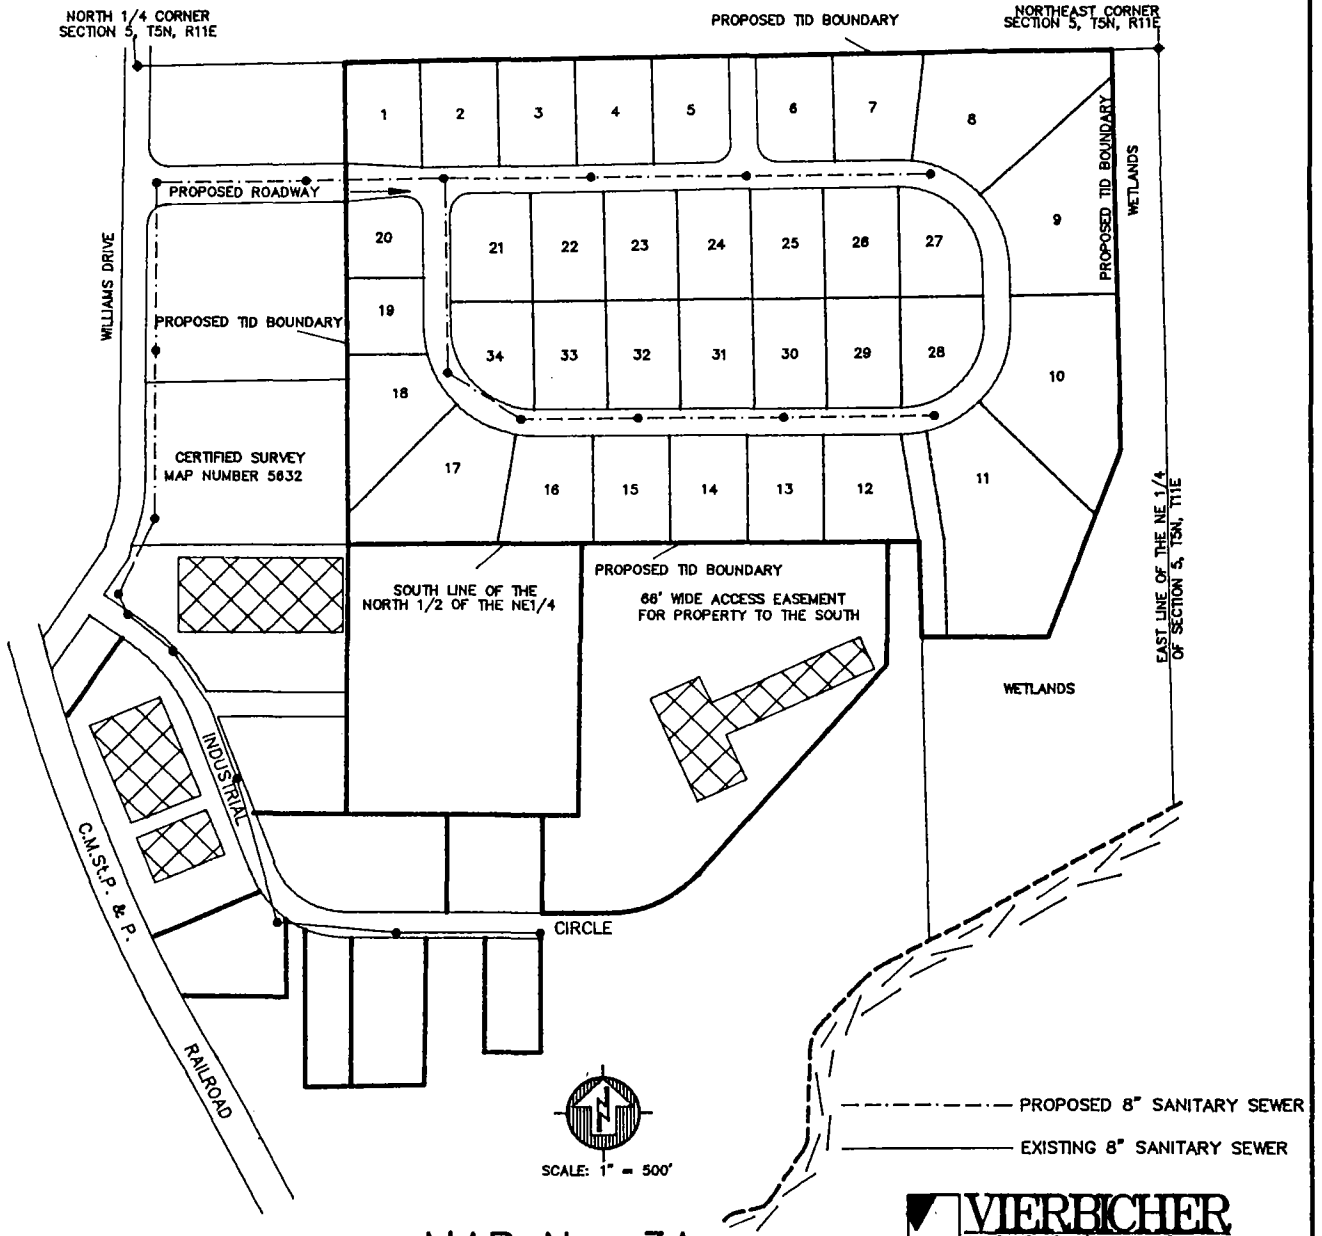 NORTH 1/4 CORNER
SECTION 5, T5N, R11E
PROPOSED TID BOUNDARY
NORTHEAST CORNER
SECTION 5, T5N, R11E
1
2
3
4
5
6
7
8
PROPOSED TID BOUNDARY
WETLANDS
PROPOSED ROADWAY
9
WILLIAMS DRIVE
20
21
22
23
24
25
26
27
PROPOSED TID BOUNDARY
19
34
33
32
31
30
29
28
10
18
CERTIFIED SURVEY
MAP NUMBER 5632
17
16
15
14
13
12
11
EAST LINE OF THE NE 1/4
OF SECTION 5, T5N, T11E
SOUTH LINE OF THE
NORTH 1/2 OF THE NE1/4
PROPOSED TID BOUNDARY
66' WIDE ACCESS EASEMENT
FOR PROPERTY TO THE SOUTH
WETLANDS
INDUSTRIAL
CIRCLE
C.M.St.P. & P.
RAILROAD
N
SCALE: 1" = 500'
PROPOSED 8" SANITARY SEWER
EXISTING 8" SANITARY SEWER
VIERBICHER